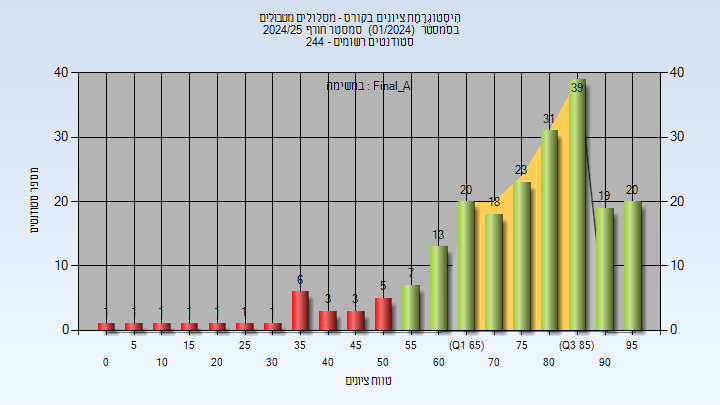 היסטוגרמת ציונים בקורס - מסלולים מטבולים
בסמסטר (01/2024) סמסטר חורף 2024/25
סטודנטים רשומים - 244
במשימה : Final_A
מספר סטודנטים
40
30
20
10
0
40
30
20
10
0
1 1 1 1 1 1 1 6 3 3 5 7 13 20 18 23 31 39 19 20
5 15 25 35 45 55 (Q1 65) 75 (Q3 85) 95
0 10 20 30 40 50 60 70 80 90
טווח ציונים